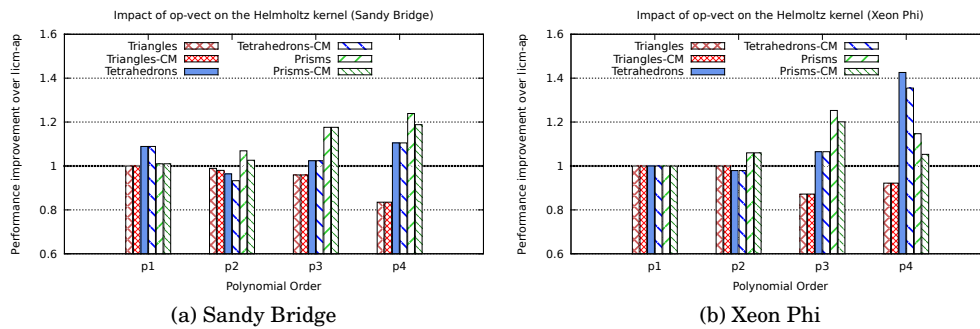 Impact of op-vect on the Helmholtz kernel (Sandy Bridge)
Performance improvement over licm-ap
1.6
1.4
1.2
1
0.8
0.6
Triangles
Triangles-CM
Tetrahedrons
Tetrahedrons-CM
Prisms
Prisms-CM
p1
p2
p3
p4
Polynomial Order
(a) Sandy Bridge
Impact of op-vect on the Helmoltz kernel (Xeon Phi)
Performance improvement over licm-ap
1.6
1.4
1.2
1
0.8
0.6
Triangles
Triangles-CM
Tetrahedrons
Tetrahedrons-CM
Prisms
Prisms-CM
p1
p2
p3
p4
Polynomial Order
(b) Xeon Phi